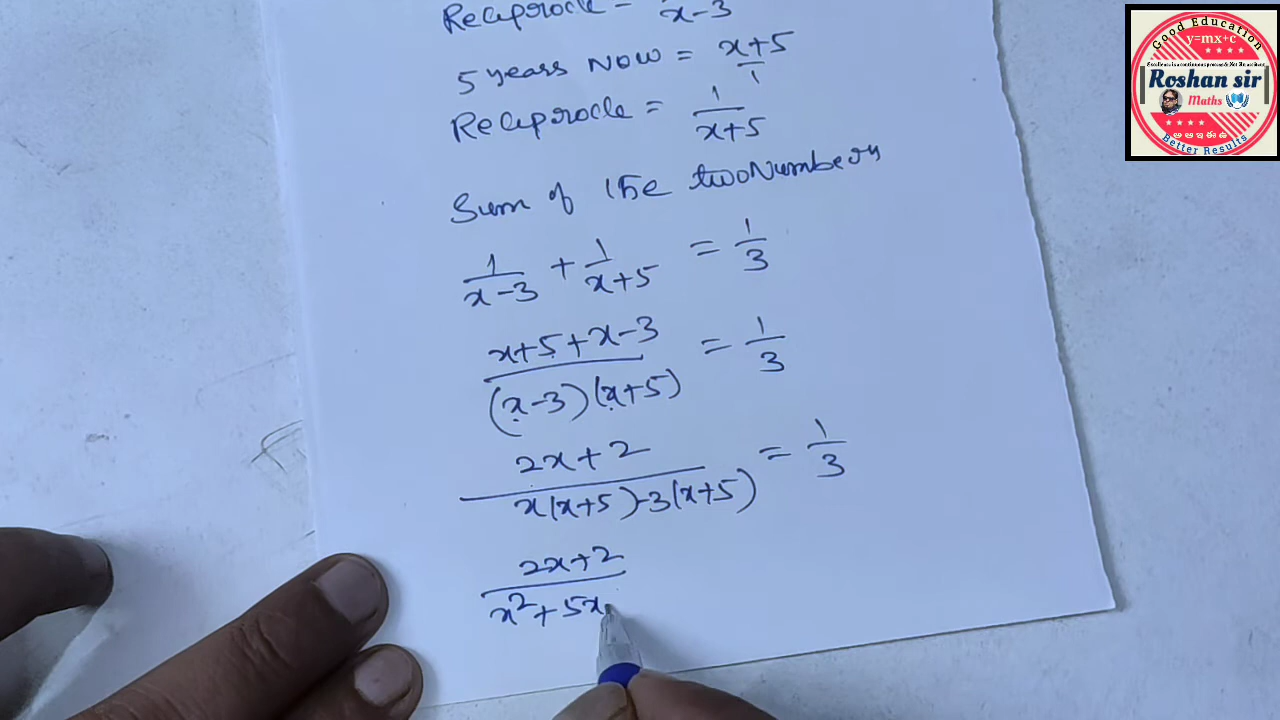 Reciprocle - x-3
5 years Now = x+5/1
Reciprocle = 1/x+5
Sum of the two Numbers
1/x-3 + 1/x+5 = 1/3
x+5+x-3/(x-3)(x+5) = 1/3
2x+2/x(x+5)-3(x+5) = 1/3
2x+2/x²+5x
Good Education
y=mx+c
★★★★
Roshan sir
Maths
★★★★
Better Results